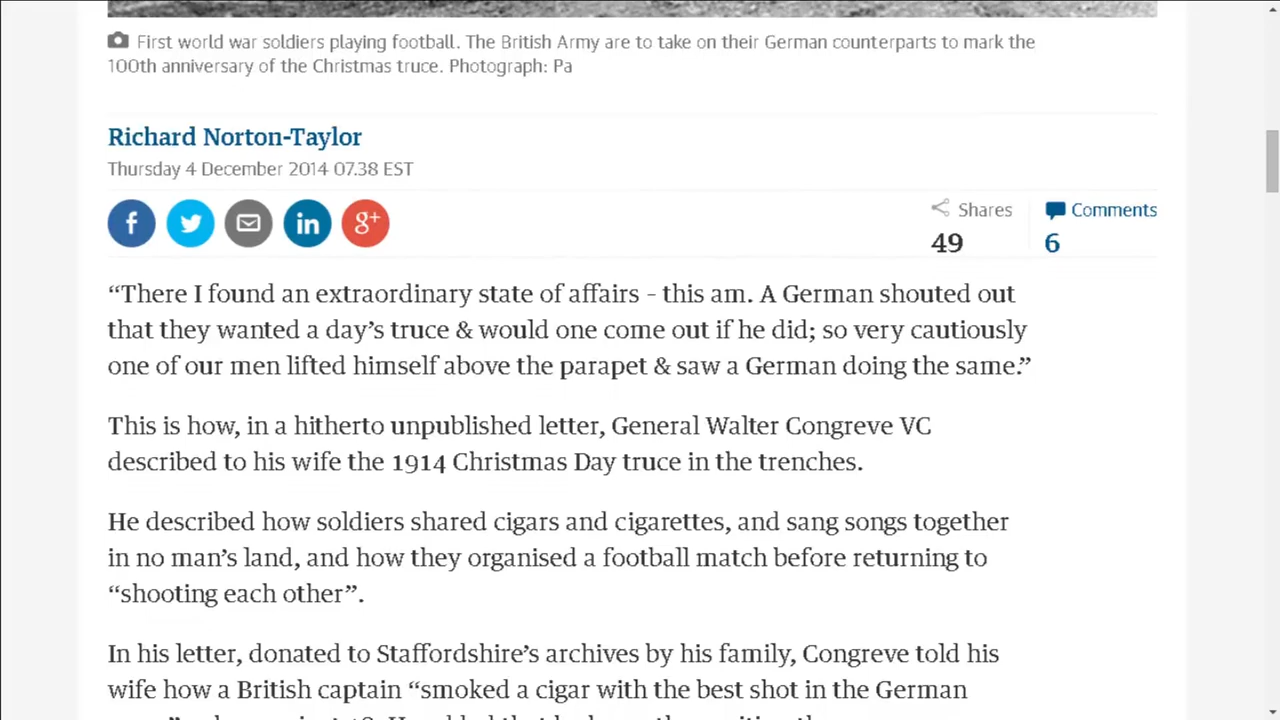 First world war soldiers playing football. The British Army are to take on their German counterparts to mark the
100th anniversary of the Christmas truce. Photograph: Pa
Richard Norton-Taylor
Thursday 4 December 2014 07.38 EST
f in g+
Shares Comments
49 6
“There I found an extraordinary state of affairs – this am. A German shouted out
that they wanted a day’s truce & would one come out if he did; so very cautiously
one of our men lifted himself above the parapet & saw a German doing the same.”
This is how, in a hitherto unpublished letter, General Walter Congreve VC
described to his wife the 1914 Christmas Day truce in the trenches.
He described how soldiers shared cigars and cigarettes, and sang songs together
in no man’s land, and how they organised a football match before returning to
“shooting each other”.
In his letter, donated to Staffordshire’s archives by his family, Congreve told his
wife how a British captain “smoked a cigar with the best shot in the German